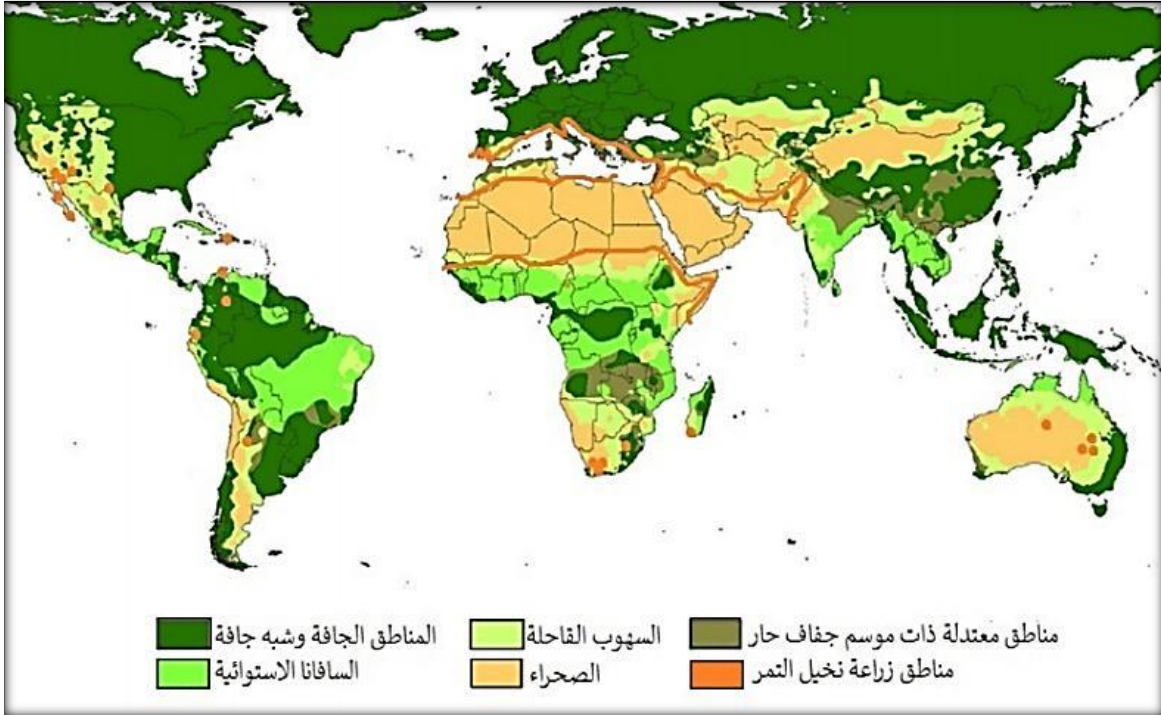 مناطق معتدلة ذات موسم جفاف حار
السهوب القاحلة
المناطق الجافة وشبه جافة
مناطق زراعة نخيل التمر
الصحراء
السافانا الاستوائية